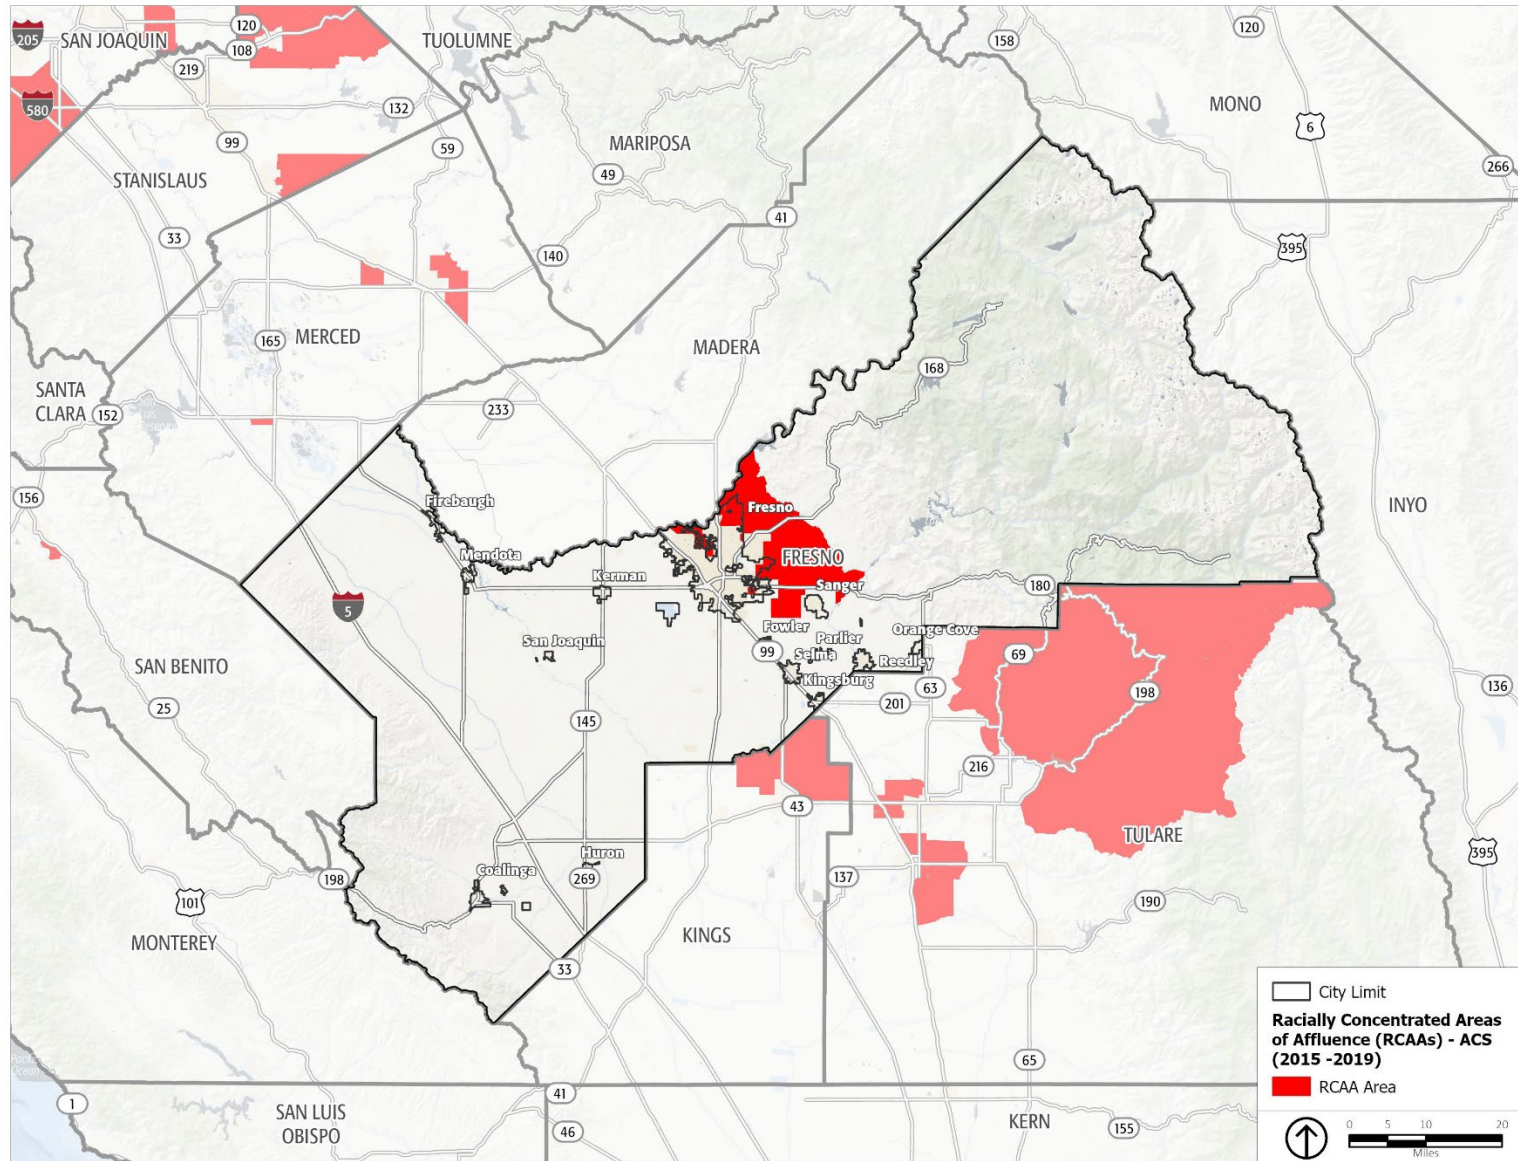 205
SAN JOAQUIN
120
108
219
TUOLUMNE
158
120
580
132
MONO
6
99
59
MARIPOSA
49
266
STANISLAUS
41
33
395
140
165
MERCED
MADERA
168
SANTA
CLARA
152
233
156
Firebaugh
Fresno
INYO
Mendota
Kerman
FRESNO
Sanger
180
5
San Joaquin
Fowler
Parlier
Orange Cove
SAN BENITO
99
Selma
Reedley
69
Kingsburg
63
198
136
25
201
145
216
43
TULARE
395
Huron
Coalinga
198
269
137
101
190
MONTEREY
KINGS
33
City Limit
Racially Concentrated Areas
of Affluence (RCAAs) - ACS
(2015 -2019)
RCAA Area
65
Pacific
Ocean
1
41
SAN LUIS
OBISPO
46
KERN
155
0 5 10 20
Miles